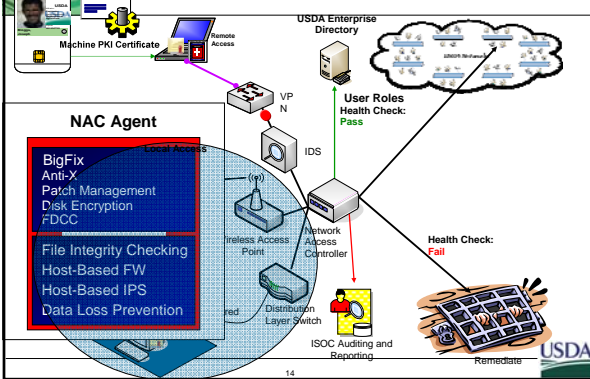 USDA
Machine PKI Certificate
Remote
Access
USDA Enterprise
Directory
USDA Network
VP
N
User Roles
Health Check:
Pass
IDS
NAC Agent
Local Access
BigFix
Anti-X
Patch Management
Disk Encryption
FDCC
File Integrity Checking
Host-Based FW
Host-Based IPS
Data Loss Prevention
Wireless Access
Point
Network
Access
Controller
Health Check:
Fail
red
Distribution
Layer Switch
ISOC Auditing and
Reporting
Remediate
USDA
14